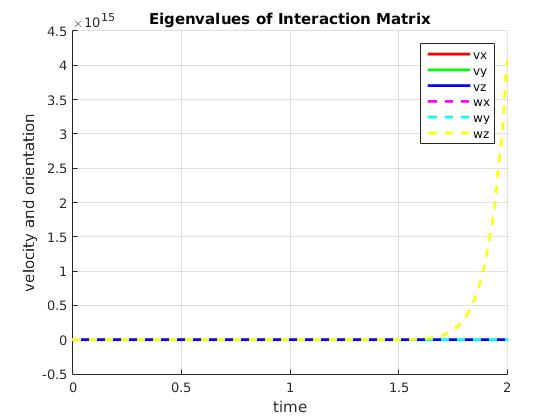 ×10^15
Eigenvalues of Interaction Matrix
4.5
4
3.5
3
2.5
2
1.5
1
0.5
0
-0.5
velocity and orientation
vx
vy
vz
wx
wy
wz
0
0.5
1
1.5
2
time